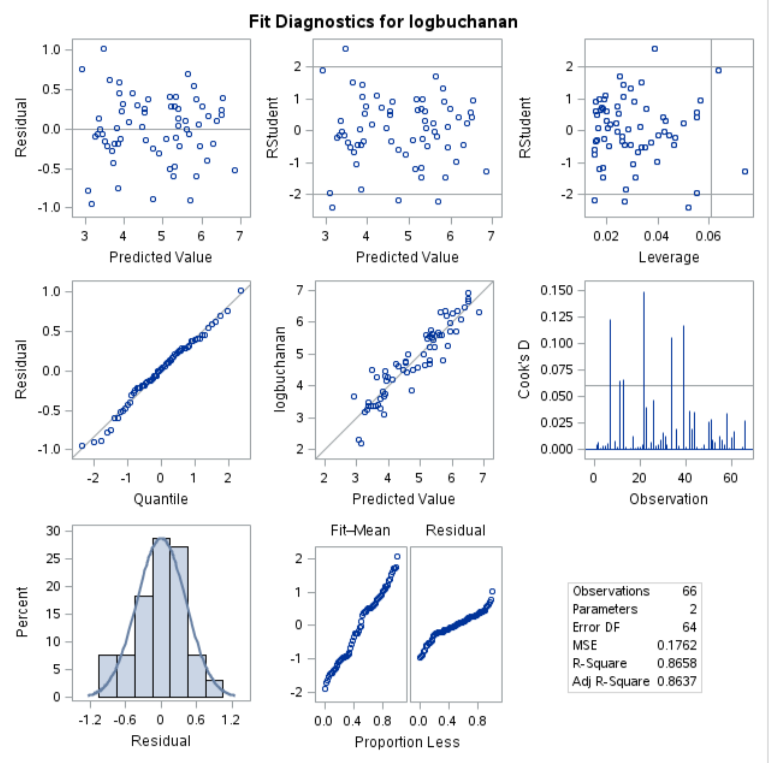 Fit Diagnostics for logbuchanan
1.0
0.5
0.0
-0.5
-1.0
Residual
3 4 5 6 7
Predicted Value
2
1
0
-1
-2
RStudent
3 4 5 6 7
Predicted Value
2
1
0
-1
-2
RStudent
0.02 0.04 0.06
Leverage
1.0
0.5
0.0
-0.5
-1.0
Residual
-2 -1 0 1 2
Quantile
7
6
5
4
3
2
logbuchanan
2 3 4 5 6 7
Predicted Value
0.150
0.125
0.100
0.075
0.050
0.025
0.000
Cook's D
0 20 40 60
Observation
30
25
20
15
10
5
0
Percent
-1.2 -0.6 0 0.6 1.2
Residual
Fit–Mean Residual
2
1
0
-1
-2
0.0 0.4 0.8 0.0 0.4 0.8
Proportion Less
Observations 66
Parameters 2
Error DF 64
MSE 0.1762
R-Square 0.8658
Adj R-Square 0.8637